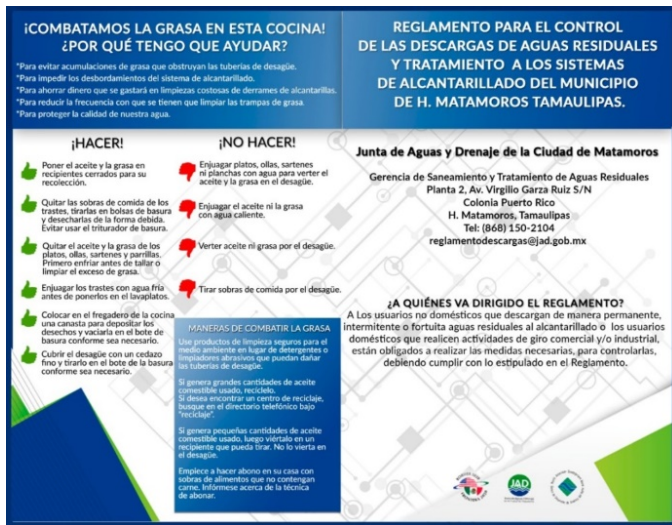 ¡COMBATAMOS LA GRASA EN ESTA COCINA!
¿POR QUÉ TENGO QUE AYUDAR?
*Para evitar acumulaciones de grasa que obstruyan las tuberías de desagüe.
*Para impedir los desbordamientos del sistema de alcantarillado.
*Para ahorrar dinero que se gastará en limpiezas costosas de derrames de alcantarillas.
*Para reducir la frecuencia con que se tienen que limpiar las trampas de grasa.
*Para proteger la calidad de nuestra agua.
¡HACER!
Poner el aceite y la grasa en
recipientes cerrados para su
recolección.
Quitar las sobras de comida de los
trastes, tirarlas en bolsas de basura
y desecharlas de la forma debida.
Evitar usar el triturador de basura.
Quitar el aceite y la grasa de los
platos, ollas, sartenes y parrillas.
Primero enfriar antes de tallar o
limpiar el exceso de grasa.
Enjuagar los trastes con agua fría
antes de ponerlos en el lavaplatos.
Colocar en el fregadero de la cocina
una canasta para depositar los
desechos y vaciarla en el bote de
basura conforme sea necesario.
Cubrir el desagüe con un cedazo
fino y tirarlo en el bote de la basura
conforme sea necesario.
¡NO HACER!
Enjuagar platos, ollas, sartenes
ni planchas con agua para verter el
aceite y la grasa en el desagüe.
Enjuagar el aceite ni la grasa
con agua caliente.
Verter aceite ni grasa por el desagüe.
Tirar sobras de comida por el desagüe.
MANERAS DE COMBATIR LA GRASA
Use productos de limpieza seguros para el
medio ambiente en lugar de detergentes o
limpiadores abrasivos que puedan dañar
las tuberías de desagüe.
Si genera grandes cantidades de aceite
comestible usado, recíclelo.
Si desea encontrar un centro de reciclaje,
busque en el directorio telefónico bajo
"reciclaje".
Si genera pequeñas cantidades de aceite
comestible usado, luego viértalo en un
recipiente que pueda tirar. No lo vierta en
el desagüe.
Empiece a hacer abono en su casa con
sobras de alimentos que no contengan
carne. Infórmese acerca de la técnica
de abonar.
REGLAMENTO PARA EL CONTROL
DE LAS DESCARGAS DE AGUAS RESIDUALES
Y TRATAMIENTO A LOS SISTEMAS
DE ALCANTARILLADO DEL MUNICIPIO
DE H. MATAMOROS TAMAULIPAS.
Junta de Aguas y Drenaje de la Ciudad de Matamoros
Gerencia de Saneamiento y Tratamiento de Aguas Residuales
Planta 2, Av. Virgilio Garza Ruiz S/N
Colonia Puerto Rico
H. Matamoros, Tamaulipas
Tel: (868) 150-2104
reglamentodescargas@jad.gob.mx
¿A QUIÉNES VA DIRIGIDO EL REGLAMENTO?
A Los usuarios no domésticos que descargan de manera permanente,
intermitente o fortuita aguas residuales al alcantarillado o los usuarios
domésticos que realicen actividades de giro comercial y/o industrial,
están obligados a realizar las medidas necesarias, para controlarlas,
debiendo cumplir con lo estipulado en el Reglamento.
JAD